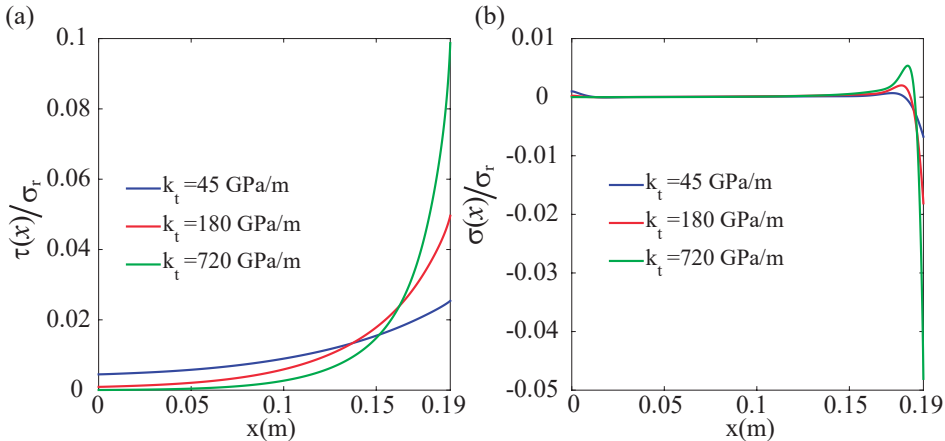 (a)
0.1
0.08
0.06
0.04
0.02
0
τ(x)/σr
kt =45 GPa/m
kt =180 GPa/m
kt =720 GPa/m
0
0.05
0.1
0.15
0.19
x(m)
(b)
0.01
0
-0.01
-0.02
-0.03
-0.04
-0.05
σ(x)/σr
kt =45 GPa/m
kt =180 GPa/m
kt =720 GPa/m
0
0.05
0.1
0.15
0.19
x(m)